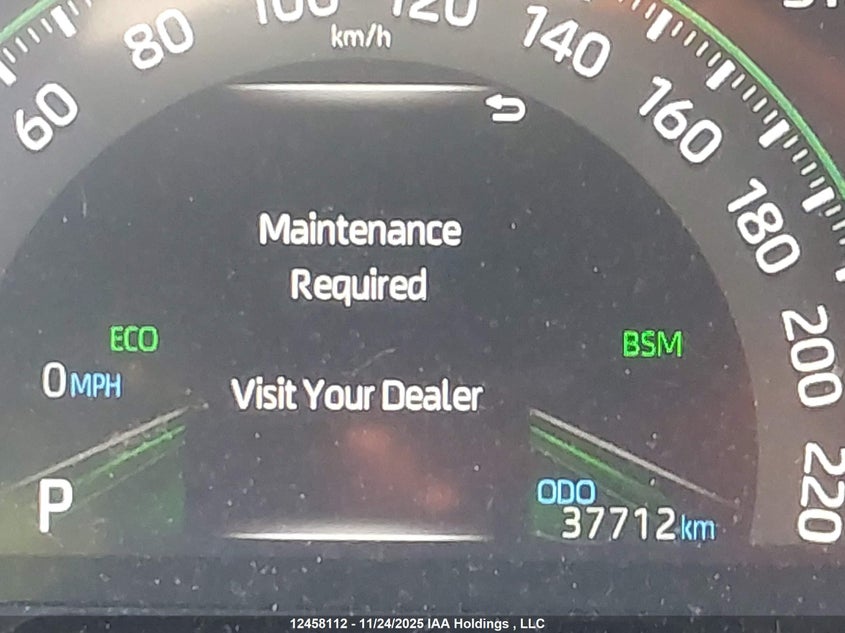 60
80
100
120
140
160
180
200
220
km/h
Maintenance
Required
ECO
BSM
0 MPH
Visit Your Dealer
P
ODO
37712 km
12458112 - 11/24/2025 IAA Holdings , LLC